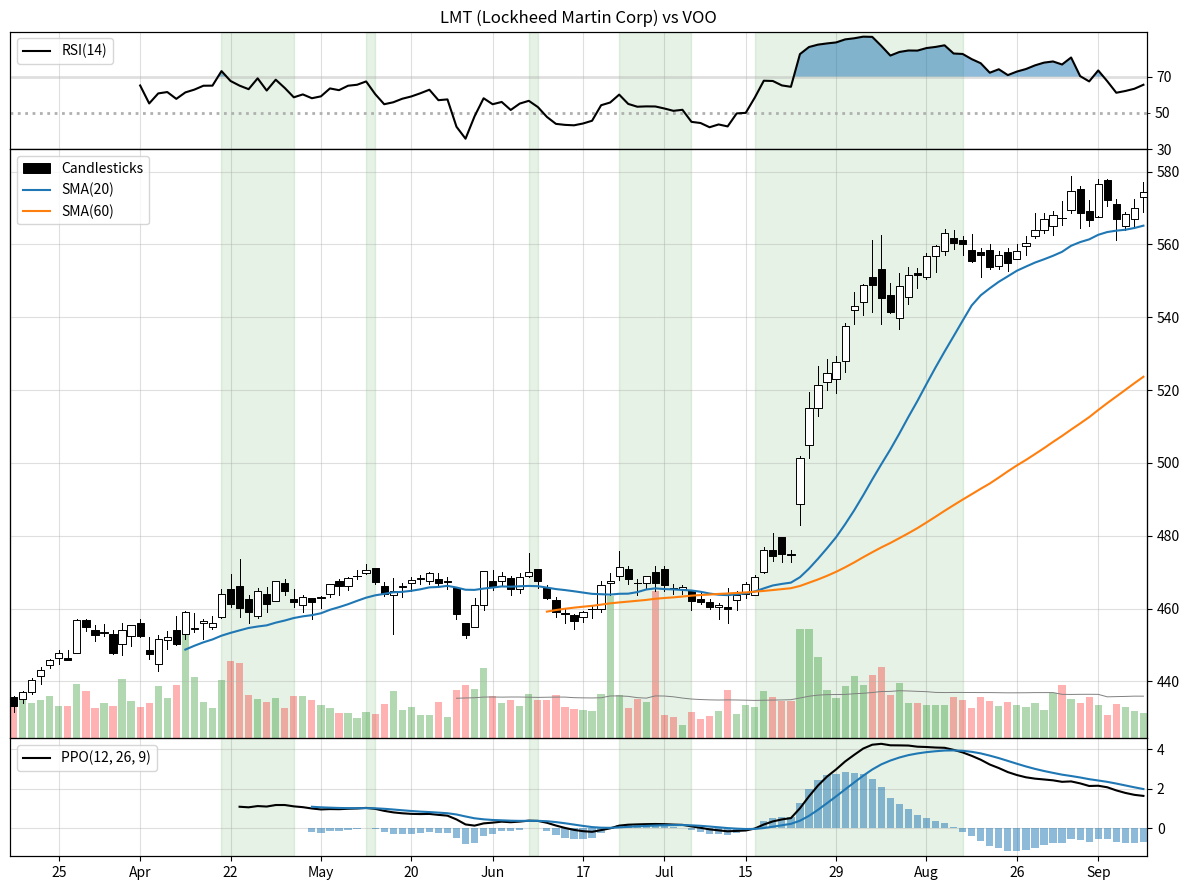 LMT (Lockheed Martin Corp) vs VOO
RSI(14)
70
50
30
Candlesticks
SMA(20)
SMA(60)
580
560
540
520
500
480
460
440
PPO(12, 26, 9)
4
2
0
25 Apr 22 May 20 Jun 17 Jul 15 29 Aug 26 Sep